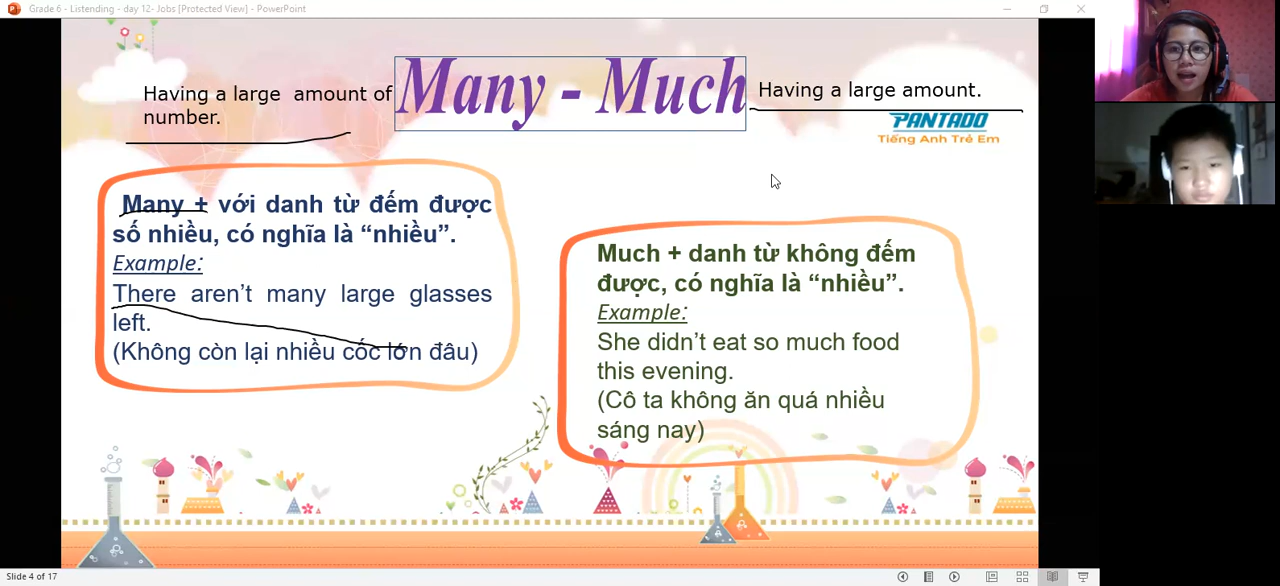 Grade 6 - Listending - day 12- Jobs [Protected View] - PowerPoint
Having a large  amount of
number.
Many - Much
Having a large amount.
PANTADO
Tiếng Anh Trẻ Em
Many + với danh từ đếm được
số nhiều, có nghĩa là “nhiều”.
Example:
There aren’t many large glasses
left.
(Không còn lại nhiều cốc lớn đâu)
Much + danh từ không đếm
được, có nghĩa là “nhiều”.
Example:
She didn’t eat so much food
this evening.
(Cô ta không ăn quá nhiều
sáng nay)
Slide 4 of 17